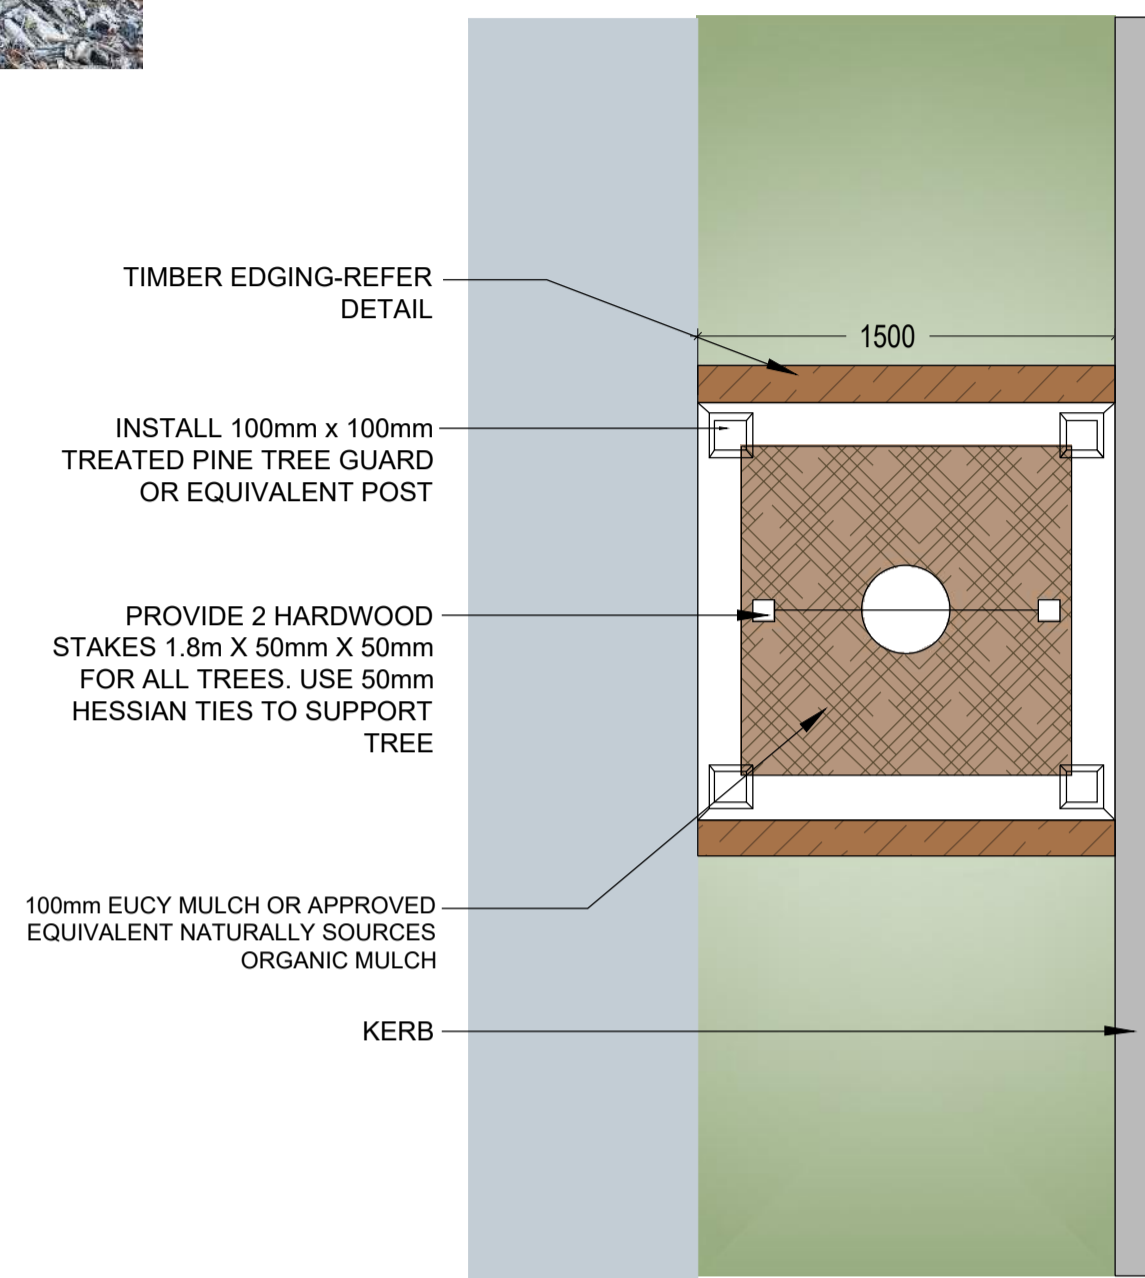 TIMBER EDGING-REFER
DETAIL
1500
INSTALL 100mm x 100mm
TREATED PINE TREE GUARD
OR EQUIVALENT POST
PROVIDE 2 HARDWOOD
STAKES 1.8m X 50mm X 50mm
FOR ALL TREES. USE 50mm
HESSIAN TIES TO SUPPORT
TREE
100mm EUCY MULCH OR APPROVED
EQUIVALENT NATURALLY SOURCES
ORGANIC MULCH
KERB